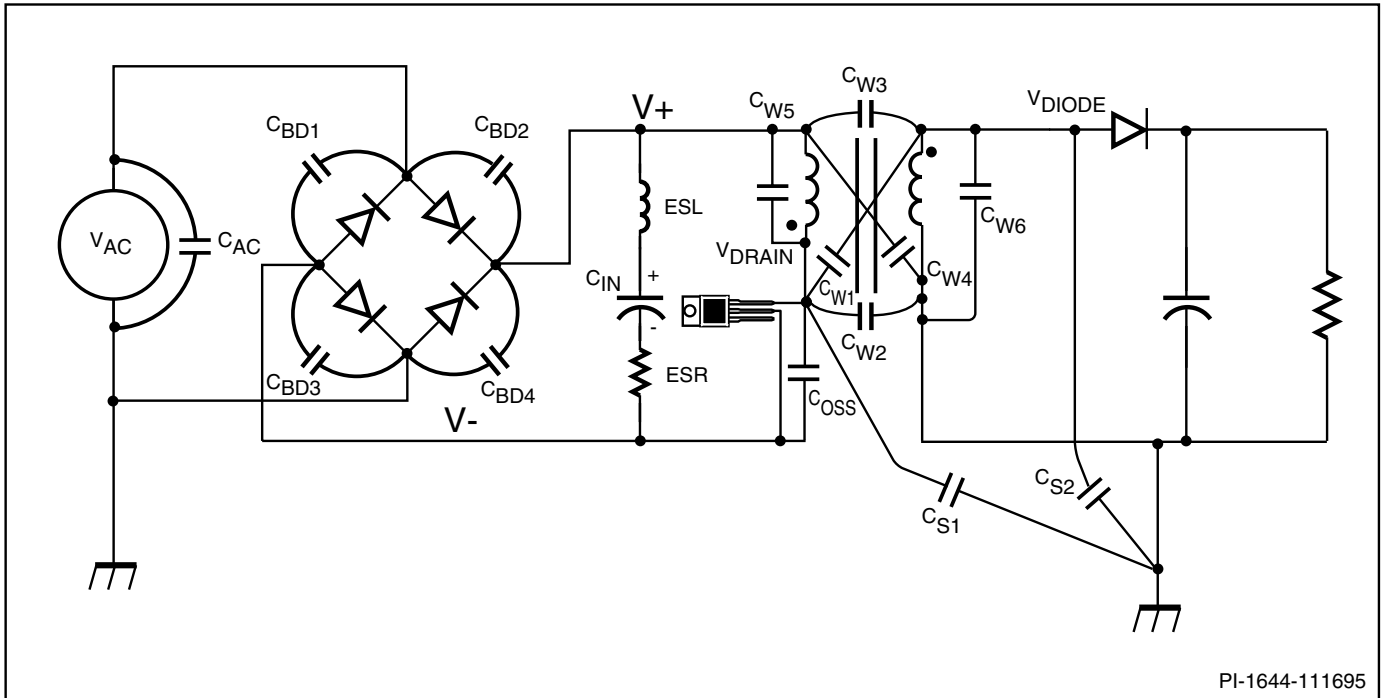 CW3
V+
CW5
VDIODE
CBD1
CBD2
ESL
VAC
CAC
CW6
VDRAIN
CIN
+
CW1
CW4
-
CW2
CBD3
CBD4
ESR
COSS
V-
CS1
CS2
PI-1644-111695